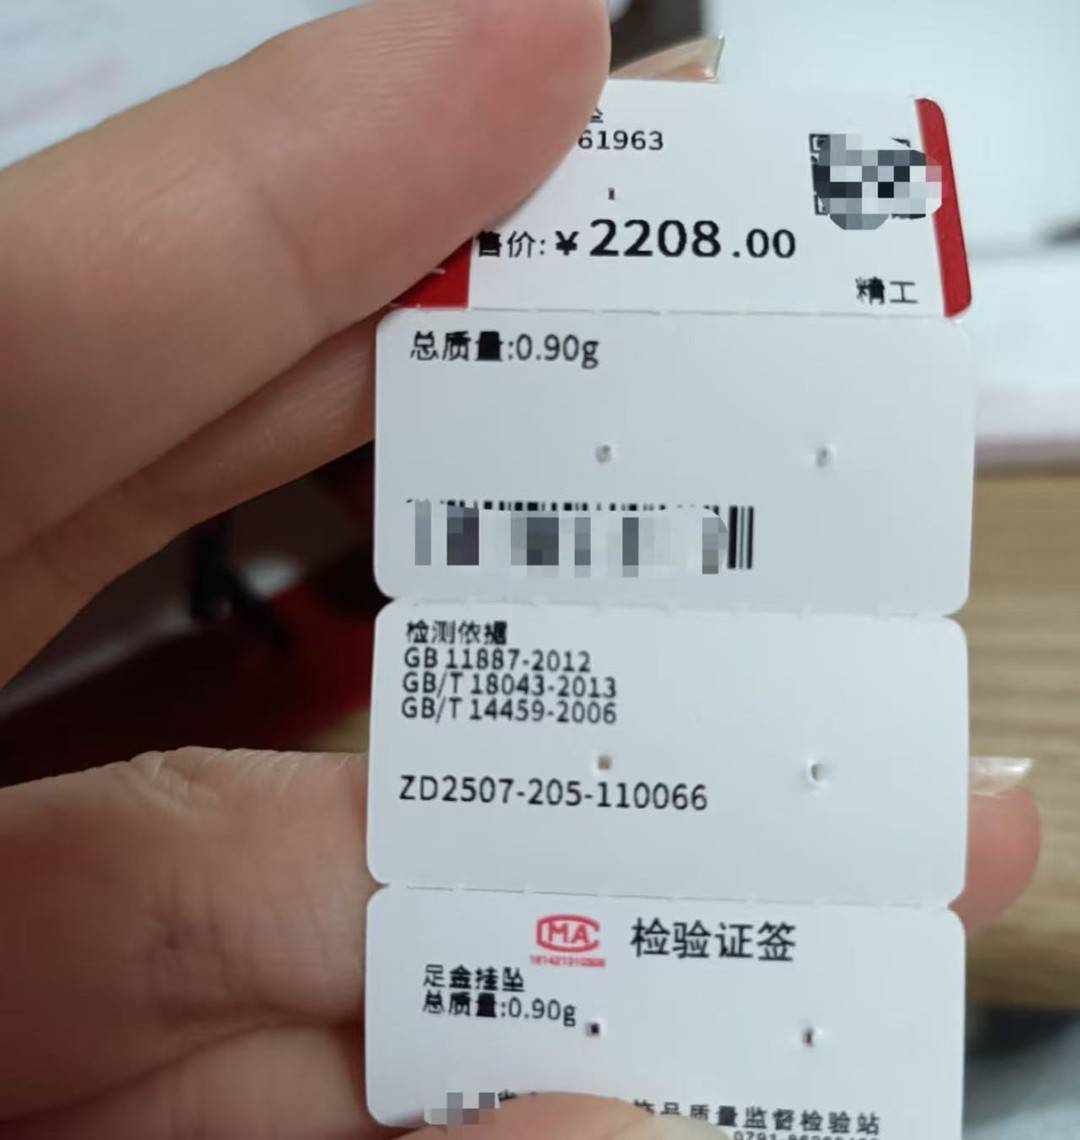 61963
售价:¥2208.00
精工
总质量:0.90g
检测依据
GB 11887-2012
GB/T 18043-2013
GB/T 14459-2006
ZD2507-205-110066
MA
检验证签
足金挂坠
总质量:0.90g
饰品质量监督检验站